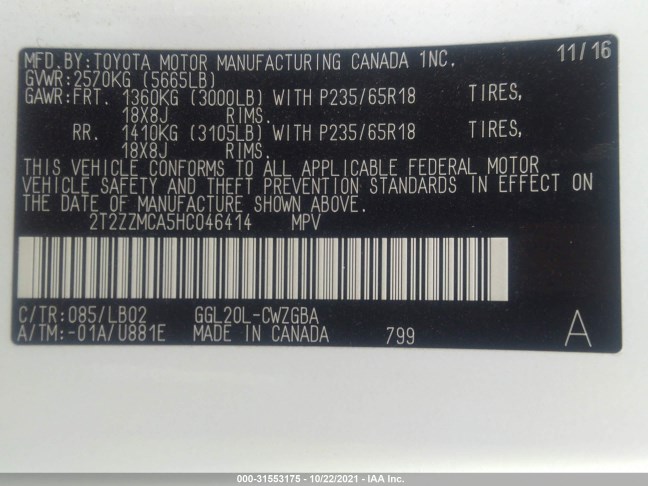 MFD.BY:TOYOTA MOTOR MANUFACTURING CANADA 1NC. 11/16
GVWR:2570KG (5665LB)
GAWR:FRT. 1360KG (3000LB) WITH P235/65R18 TIRES,
18X8J RIMS.
RR. 1410KG (3105LB) WITH P235/65R18 TIRES,
18X8J RIMS.
THIS VEHICLE CONFORMS TO ALL APPLICABLE FEDERAL MOTOR
VEHICLE SAFETY AND THEFT PREVENTION STANDARDS IN EFFECT ON
THE DATE OF MANUFACTURE SHOWN ABOVE.
2T2ZZMCA5HC046414 MPV
C/TR:085/LB02 GGL20L-CWZGBA
A/TM:-01A/U881E MADE IN CANADA 799 A
000-31553175 - 10/22/2021 - IAA Inc.